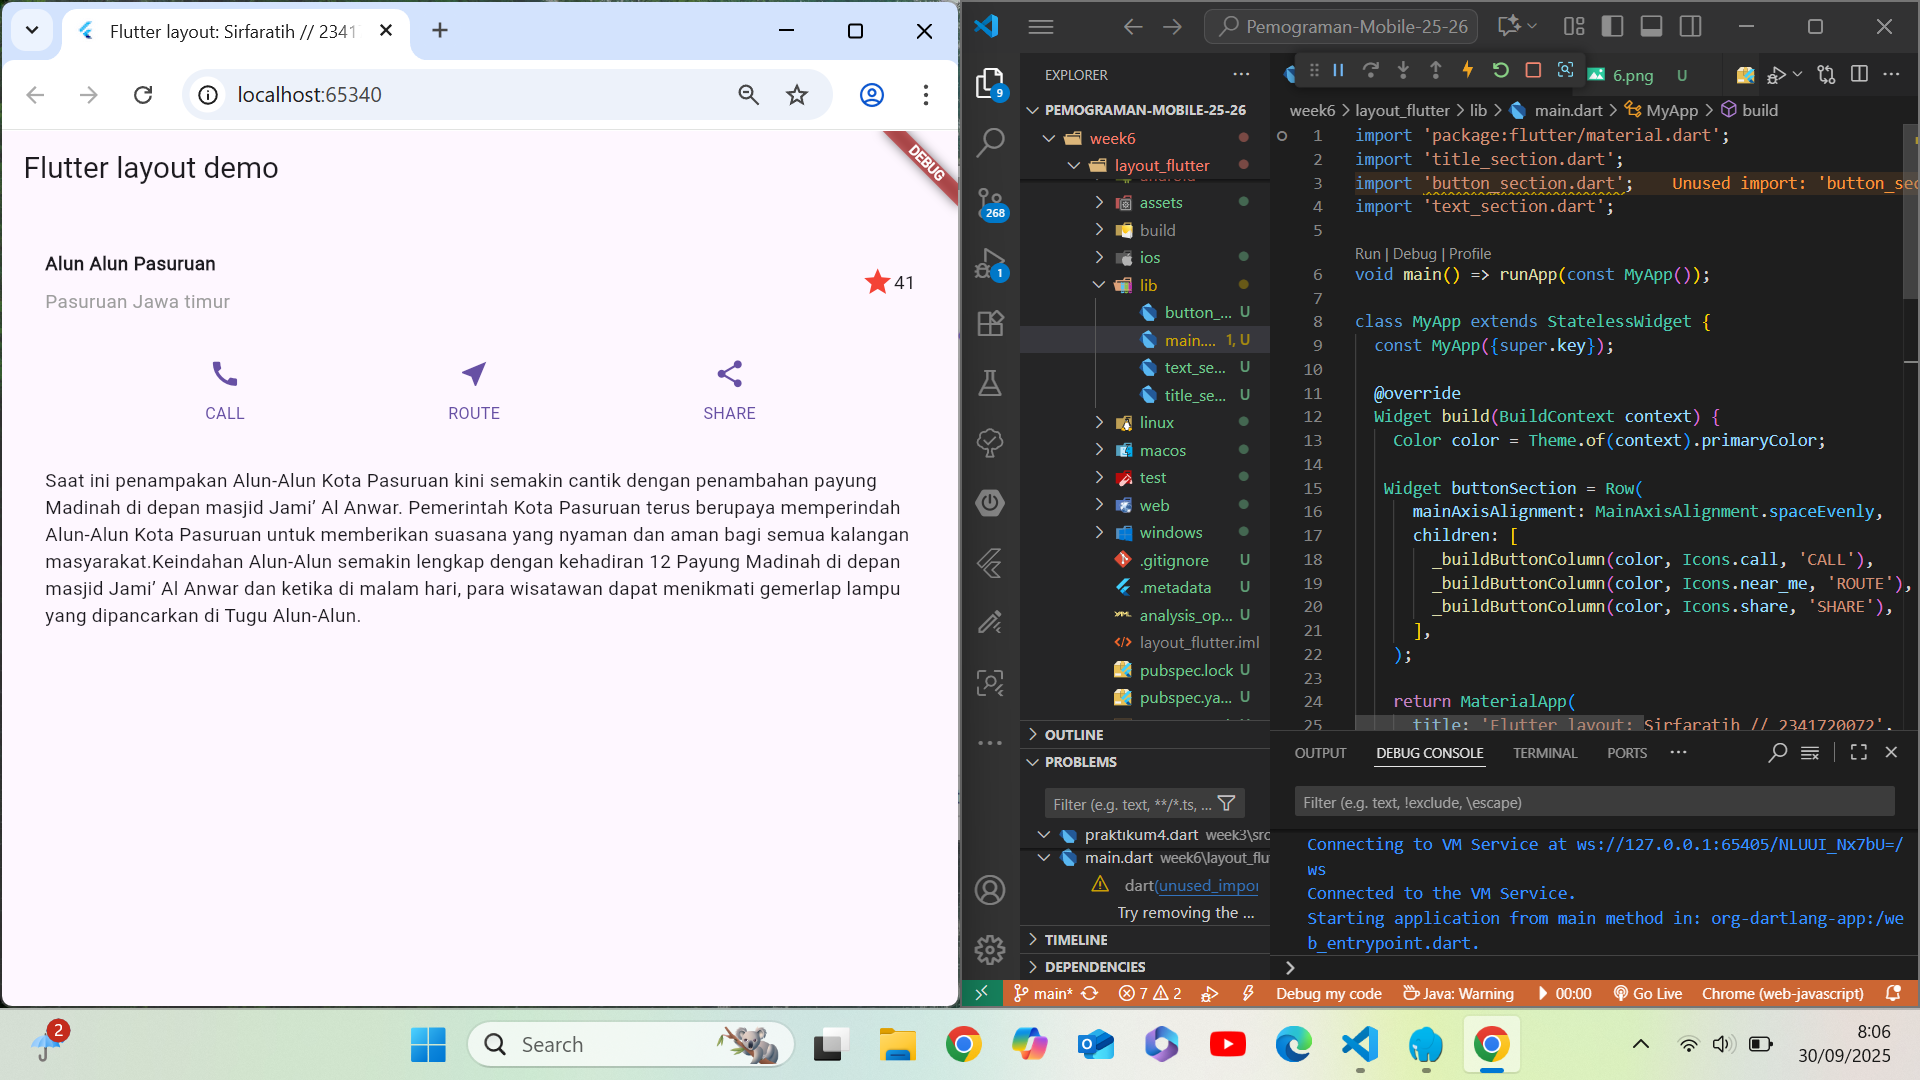 Flutter layout: Sirfaratih // 2341
localhost:65340
Flutter layout demo
DEBUG
Alun Alun Pasuruan
Pasuruan Jawa timur
41
CALL
ROUTE
SHARE
Saat ini penampakan Alun-Alun Kota Pasuruan kini semakin cantik dengan penambahan payung
Madinah di depan masjid Jami’ Al Anwar. Pemerintah Kota Pasuruan terus berupaya memperindah
Alun-Alun Kota Pasuruan untuk memberikan suasana yang nyaman dan aman bagi semua kalangan
masyarakat.Keindahan Alun-Alun semakin lengkap dengan kehadiran 12 Payung Madinah di depan
masjid Jami’ Al Anwar dan ketika di malam hari, para wisatawan dapat menikmati gemerlap lampu
yang dipancarkan di Tugu Alun-Alun.
Pemograman-Mobile-25-26
9
268
1
EXPLORER
PEMOGRAMAN-MOBILE-25-26
week6
layout_flutter
android
assets
build
ios
lib
button_... U
main.... 1, U
text_se... U
title_se... U
linux
macos
test
web
windows
.gitignore U
.metadata U
analysis_op... U
layout_flutter.iml
pubspec.lock U
pubspec.ya... U
OUTLINE
PROBLEMS
Filter (e.g. text, **/*.ts, ...
praktikum4.dart week3\src
main.dart week6\layout_flut
dart(unused_impor
Try removing the ...
TIMELINE
DEPENDENCIES
6.png U
week6 > layout_flutter > lib > main.dart > MyApp > build
1 import 'package:flutter/material.dart';
2 import 'title_section.dart';
3 import 'button_section.dart'; Unused import: 'button_sec
4 import 'text_section.dart';
5
Run | Debug | Profile
6 void main() => runApp(const MyApp());
7
8 class MyApp extends StatelessWidget {
9 const MyApp({super.key});
10
11 @override
12 Widget build(BuildContext context) {
13 Color color = Theme.of(context).primaryColor;
14
15 Widget buttonSection = Row(
16 mainAxisAlignment: MainAxisAlignment.spaceEvenly,
17 children: [
18 _buildButtonColumn(color, Icons.call, 'CALL'),
19 _buildButtonColumn(color, Icons.near_me, 'ROUTE'),
20 _buildButtonColumn(color, Icons.share, 'SHARE'),
21 ],
22 );
23
24 return MaterialApp(
25 title: 'Flutter layout: Sirfaratih // 2341720072',
OUTPUT DEBUG CONSOLE TERMINAL PORTS
Filter (e.g. text, !exclude, \escape)
Connecting to VM Service at ws://127.0.0.1:65405/NLUUI_Nx7bU=/
ws
Connected to the VM Service.
Starting application from main method in: org-dartlang-app:/we
b_entrypoint.dart.
main* 7 2 Debug my code Java: Warning 00:00 Go Live Chrome (web-javascript)
2
Search
8:06
30/09/2025